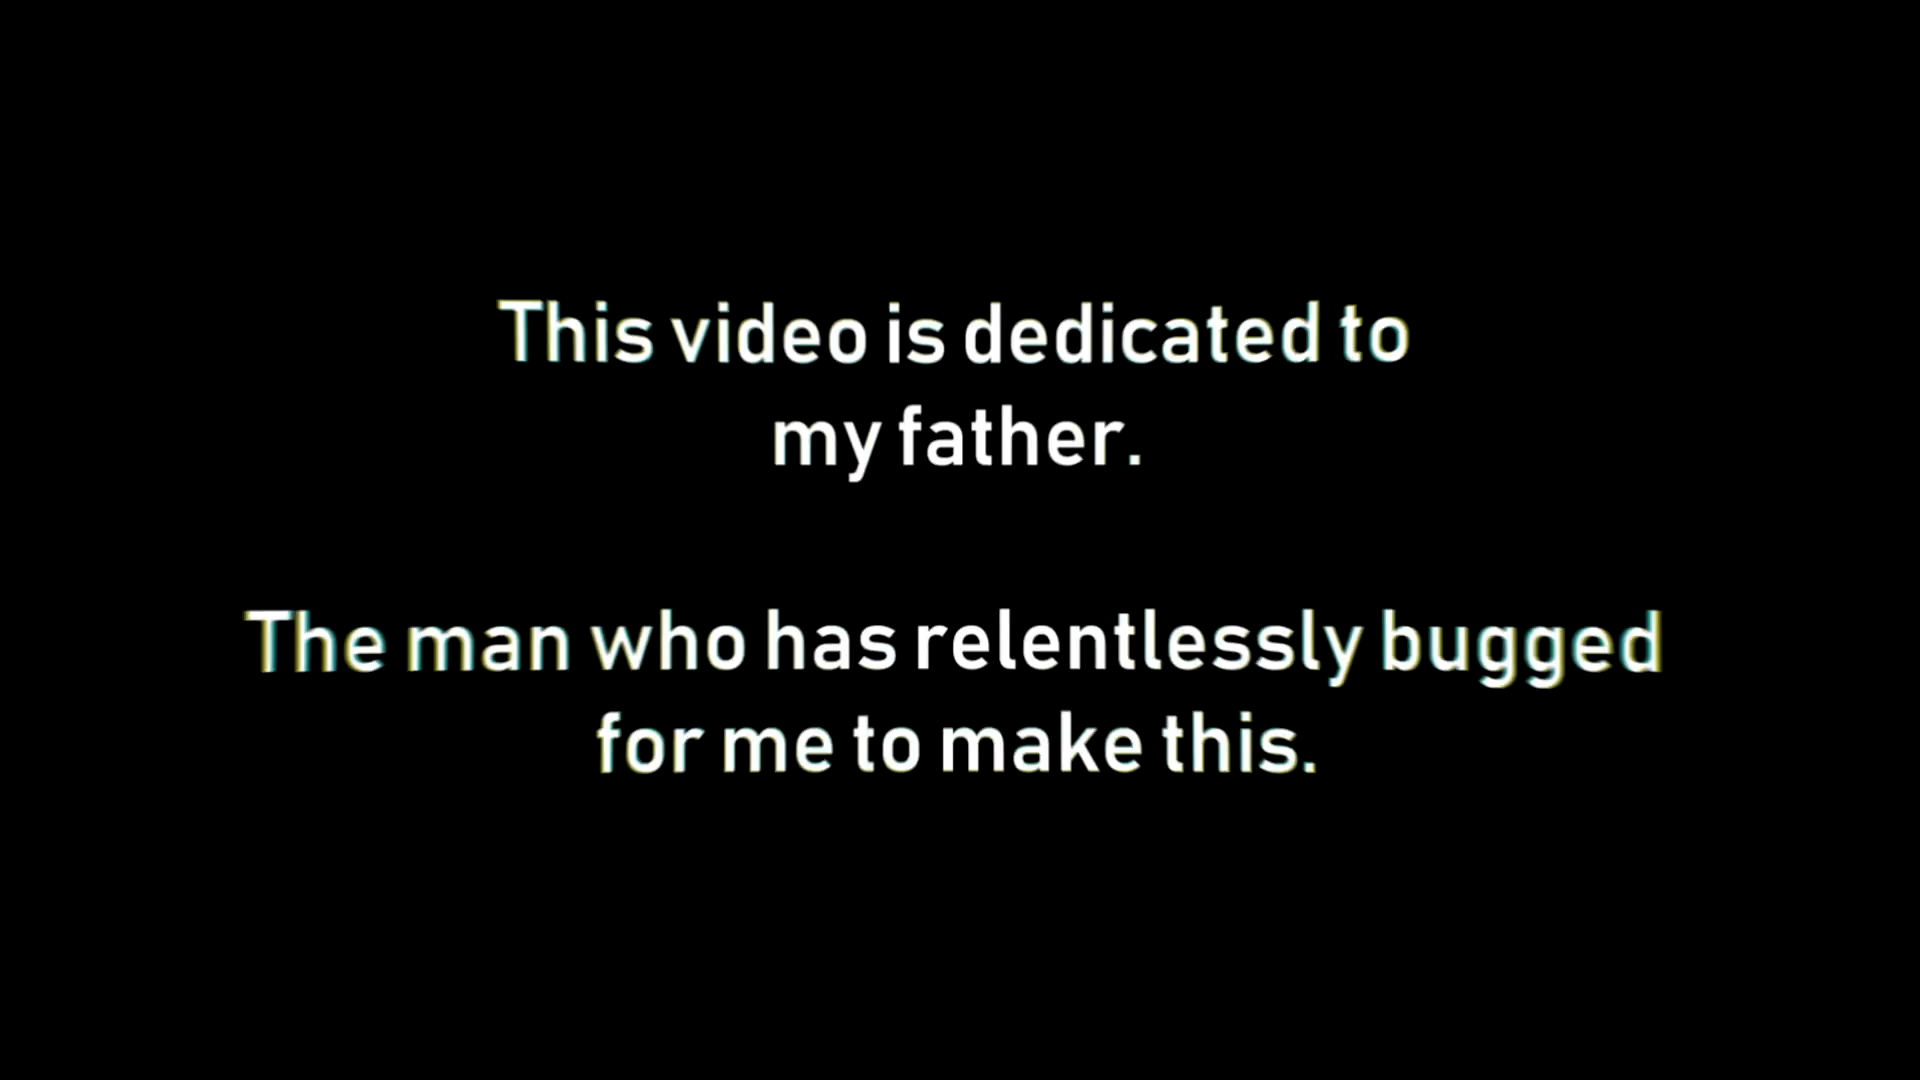 This video is dedicated to
my father.
The man who has relentlessly bugged
for me to make this.